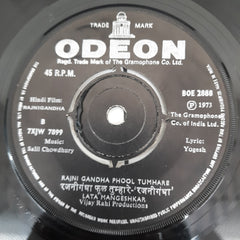 TRADE MARK
ODEON
Regd. Trade Mark of The Gramophone Co. Ltd.
45 R.P.M.
BOE 2888
Hindi Film:
RAJNIGANDHA
℗ 1973
B
7XJW 7899
The Gramophone
Co. of India Ltd.
Music:
Salil Chowdhury
Lyric:
Yogesh
RAJNI GANDHA PHOOL TUMHARE
रजनीगंधा फूल तुम्हारे-'रजनीगंधा'
LATA MANGESHKAR
Vijay Rahi Productions